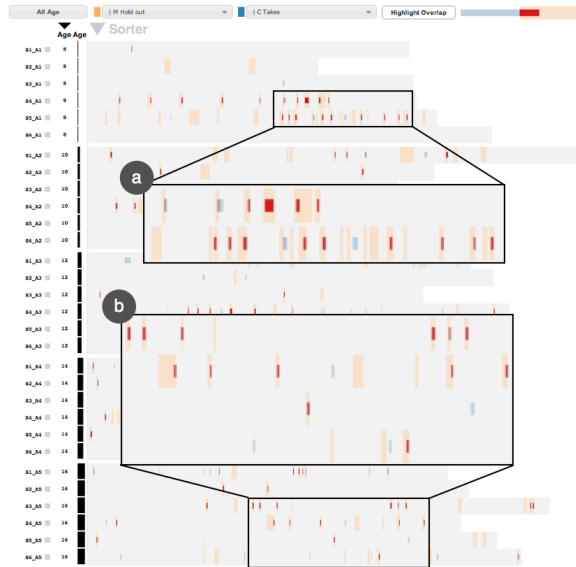 All Age
M Hold cut
C Takes
Highlight Overlap
Age Age
Sorter
S1_A1 8
S2_A1 8
S3_A1 8
S4_A1 8
S5_A1 8
S6_A1 8
S1_A2 10
S2_A2 10
S3_A2 10
S4_A2 10
S5_A2 10
S6_A2 10
a
S1_A3 12
S2_A3 12
S3_A3 12
S4_A3 12
S5_A3 12
S6_A3 12
b
S1_A4 14
S2_A4 14
S3_A4 14
S4_A4 14
S5_A4 14
S6_A4 14
S1_A5 16
S2_A5 16
S3_A5 16
S4_A5 16
S5_A5 16
S6_A5 16